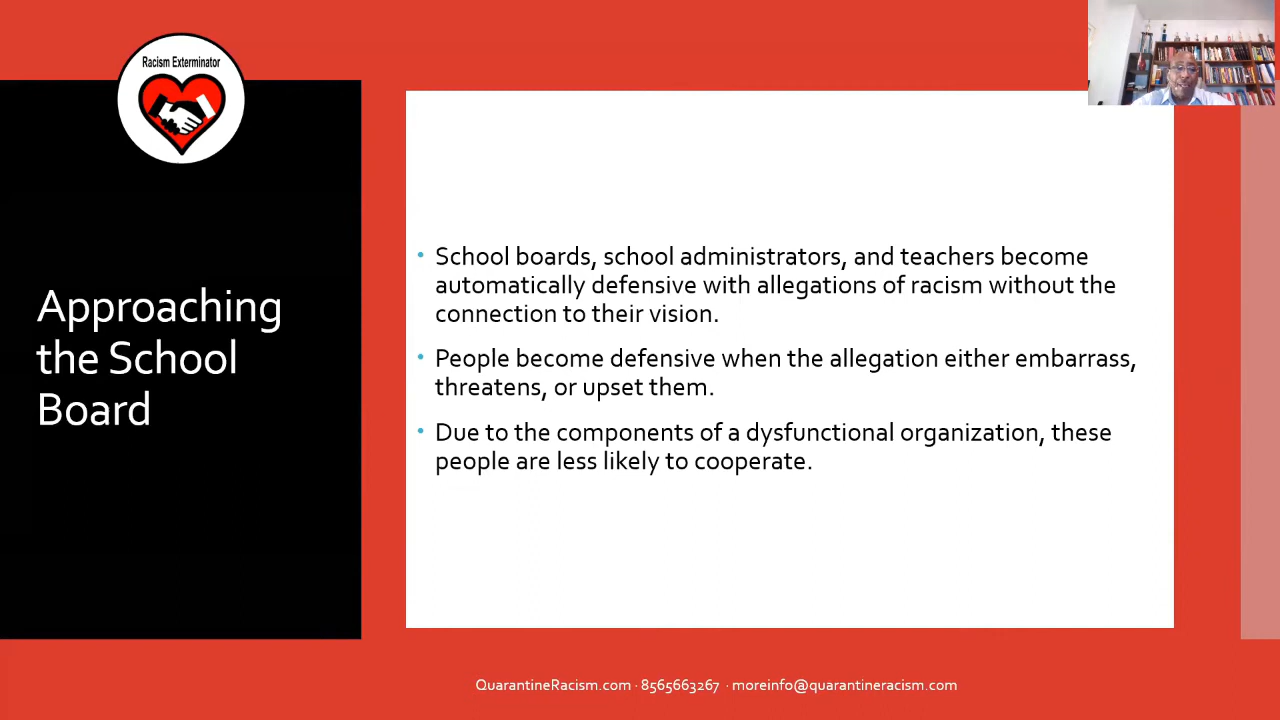 Racism Exterminator
Approaching
the School
Board
• School boards, school administrators, and teachers become
automatically defensive with allegations of racism without the
connection to their vision.
• People become defensive when the allegation either embarrass,
threatens, or upset them.
• Due to the components of a dysfunctional organization, these
people are less likely to cooperate.
QuarantineRacism.com · 8565663267 · moreinfo@quarantineracism.com